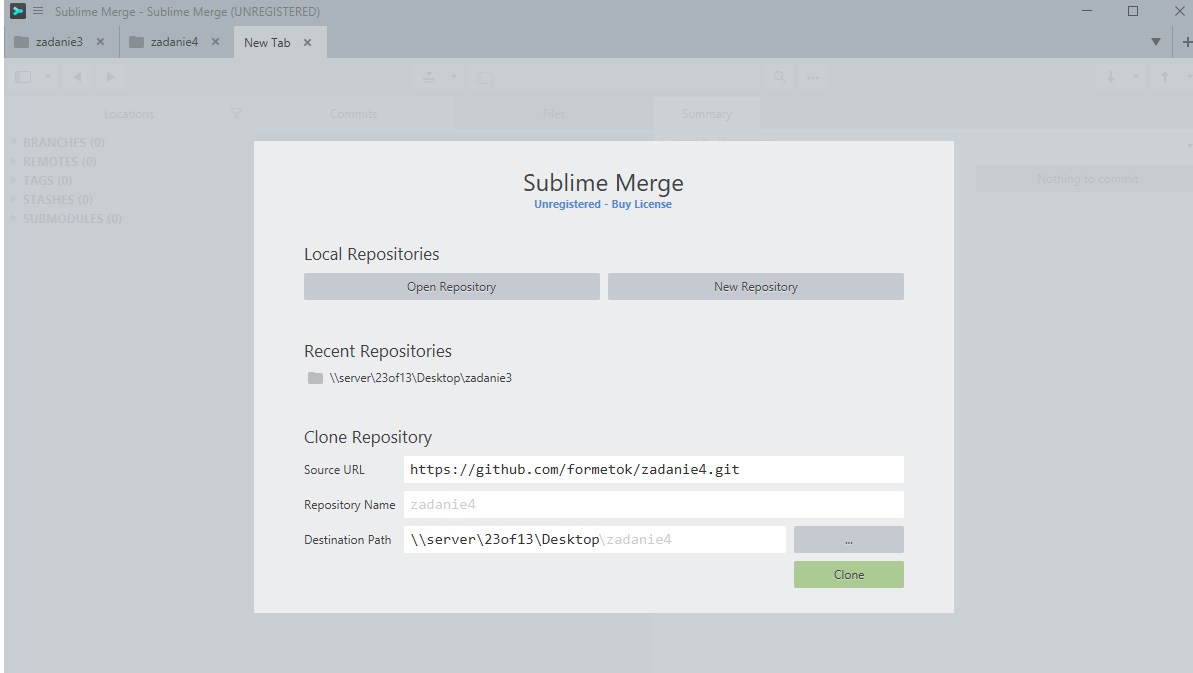 Sublime Merge - Sublime Merge (UNREGISTERED)
zadanie3
zadanie4
New Tab
Locations
Commits
Files
Summary
BRANCHES (0)
REMOTES (0)
TAGS (0)
STASHES (0)
SUBMODULES (0)
Nothing to commit
Sublime Merge
Unregistered - Buy License
Local Repositories
Open Repository
New Repository
Recent Repositories
\\server\23of13\Desktop\zadanie3
Clone Repository
Source URL https://github.com/formetok/zadanie4.git
Repository Name zadanie4
Destination Path \\server\23of13\Desktop\zadanie4 ...
Clone